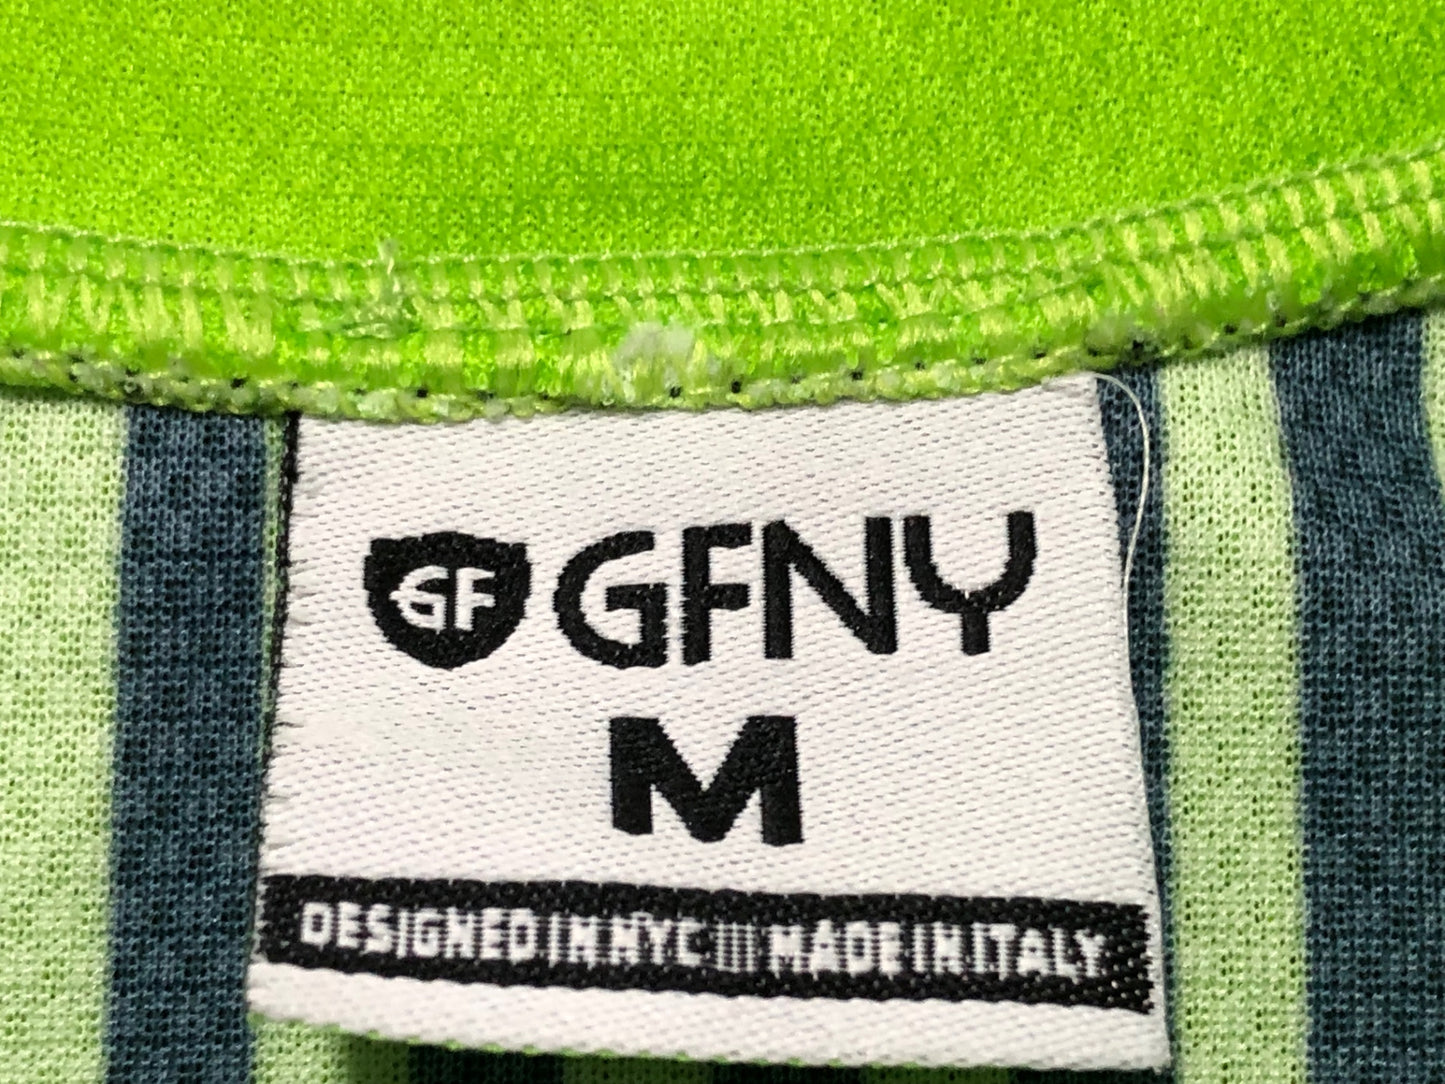 GF GFNY
M
DESIGNED IN NYC |||| MADE IN ITALY